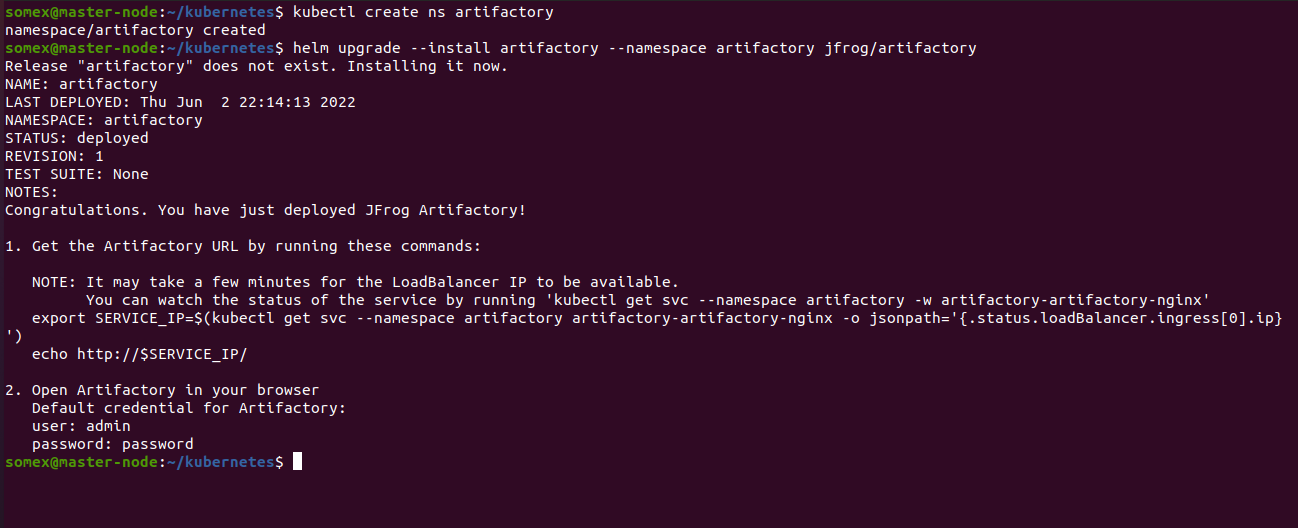 somex@master-node:~/kubernetes$ kubectl create ns artifactory
namespace/artifactory created
somex@master-node:~/kubernetes$ helm upgrade --install artifactory --namespace artifactory jfrog/artifactory
Release "artifactory" does not exist. Installing it now.
NAME: artifactory
LAST DEPLOYED: Thu Jun  2 22:14:13 2022
NAMESPACE: artifactory
STATUS: deployed
REVISION: 1
TEST SUITE: None
NOTES:
Congratulations. You have just deployed JFrog Artifactory!

1. Get the Artifactory URL by running these commands:

   NOTE: It may take a few minutes for the LoadBalancer IP to be available.
         You can watch the status of the service by running 'kubectl get svc --namespace artifactory -w artifactory-artifactory-nginx'
   export SERVICE_IP=$(kubectl get svc --namespace artifactory artifactory-artifactory-nginx -o jsonpath='{.status.loadBalancer.ingress[0].ip}
')
   echo http://$SERVICE_IP/

2. Open Artifactory in your browser
   Default credential for Artifactory:
   user: admin
   password: password
somex@master-node:~/kubernetes$